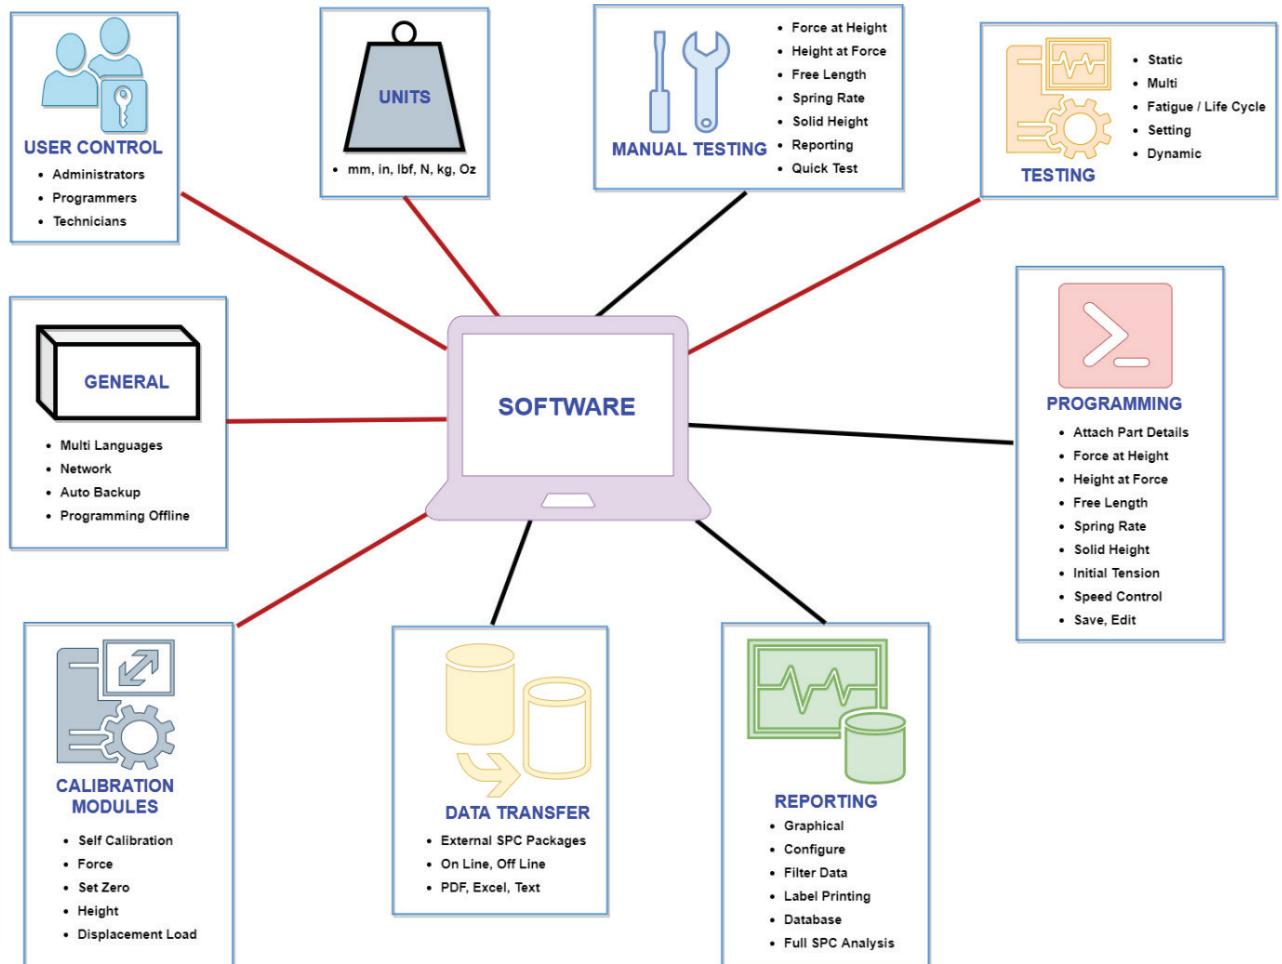 USER CONTROL
• Administrators
• Programmers
• Technicians
UNITS
• mm, in, lbf, N, kg, Oz
MANUAL TESTING
• Force at Height
• Height at Force
• Free Length
• Spring Rate
• Solid Height
• Reporting
• Quick Test
TESTING
• Static
• Multi
• Fatigue / Life Cycle
• Setting
• Dynamic
GENERAL
• Multi Languages
• Network
• Auto Backup
• Programming Offline
SOFTWARE
PROGRAMMING
• Attach Part Details
• Force at Height
• Height at Force
• Free Length
• Spring Rate
• Solid Height
• Initial Tension
• Speed Control
• Save, Edit
CALIBRATION
MODULES
• Self Calibration
• Force
• Set Zero
• Height
• Displacement Load
DATA TRANSFER
• External SPC Packages
• On Line, Off Line
• PDF, Excel, Text
REPORTING
• Graphical
• Configure
• Filter Data
• Label Printing
• Database
• Full SPC Analysis